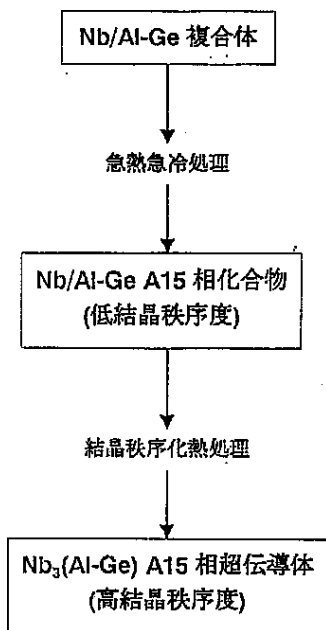 Nb/Al-Ge 複合体
急熱急冷処理
Nb/Al-Ge A15 相化合物
(低結晶秩序度)
結晶秩序化熱処理
Nb₃(Al-Ge) A15 相超伝導体
(高結晶秩序度)